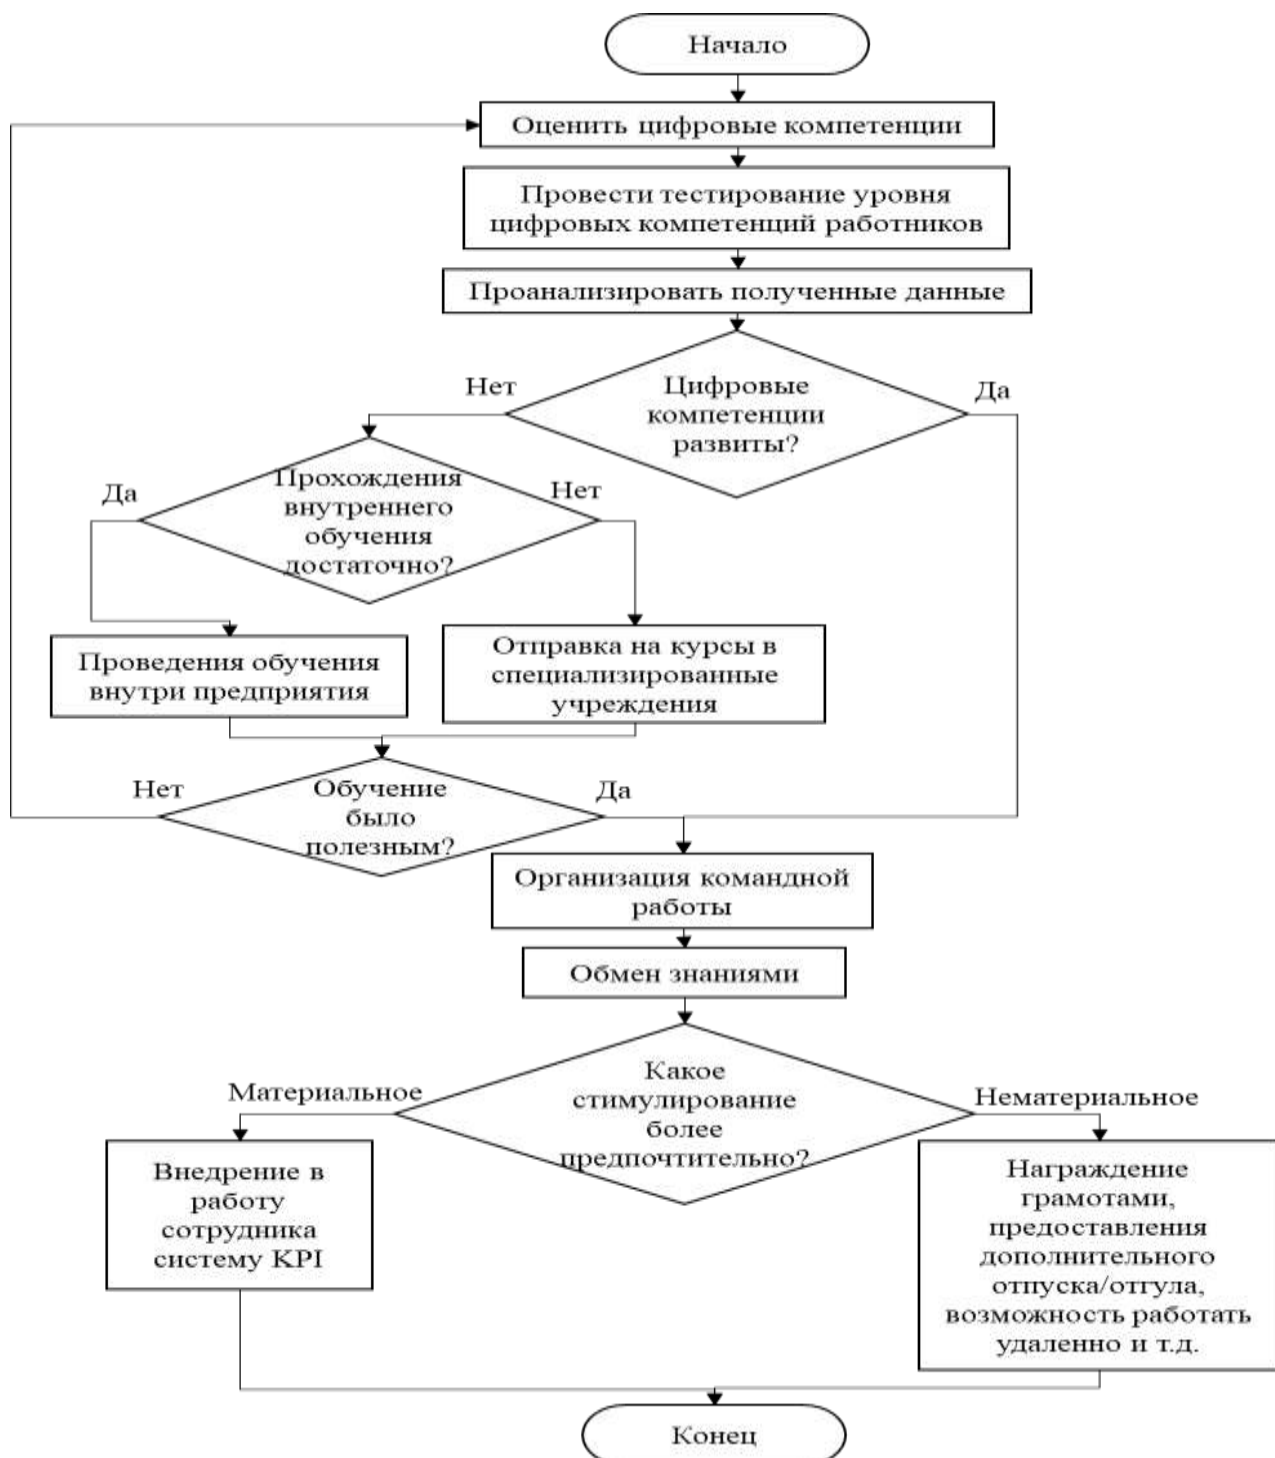 Начало
Оценить цифровые компетенции
Провести тестирование уровня
цифровых компетенций работников
Проанализировать полученные данные
Нет
Цифровые
компетенции
развиты?
Да
Да
Прохождения
внутреннего
обучения
достаточно?
Нет
Проведения обучения
внутри предприятия
Отправка на курсы в
специализированные
учреждения
Нет
Обучение
было
полезным?
Да
Организация командной
работы
Обмен знаниями
Материальное
Какое
стимулирование
более
предпочтительно?
Нематериальное
Внедрение в
работу
сотрудника
систему KPI
Награждение
грамотами,
предоставления
дополнительного
отпуска/отгула,
возможность работать
удаленно и т.д.
Конец